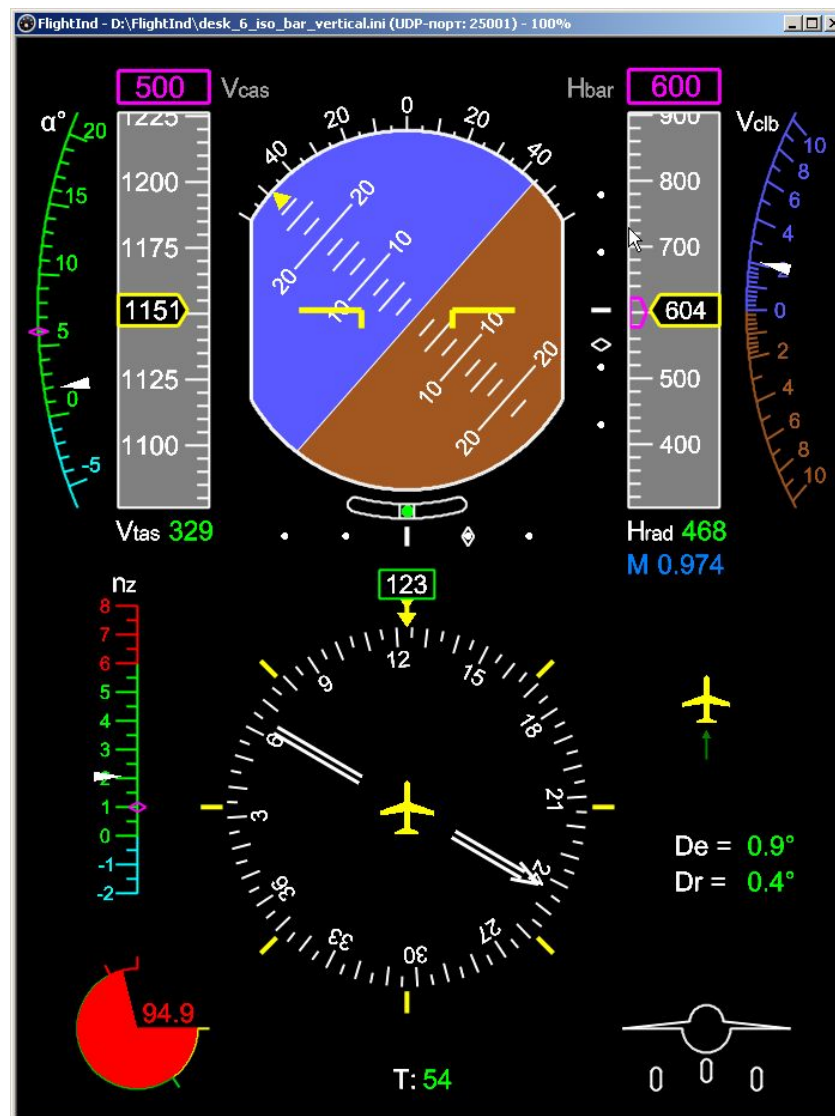 FlightInd - D:\FlightInd\desk_6_iso_bar_vertical.ini (UDP-порт: 25001) - 100%
500 Vcas Hbar 600
α° Vclb
1225 900
20 15 10 5 0 -5
1200 1175 1151 1125 1100
40 20 0 20 40
20 20
10 10
10 10
20 20
800 700 604 500 400
10 8 6 4 2 0 2 4 6 8 10
Vtas 329 Hrad 468
M 0.974
nz 123
8 7 6 5 4 3 2 1 0 -1 -2
12 15 18 21 24 27 30 33 36 3 6 9
De = 0.9°
Dr = 0.4°
94.9
T: 54